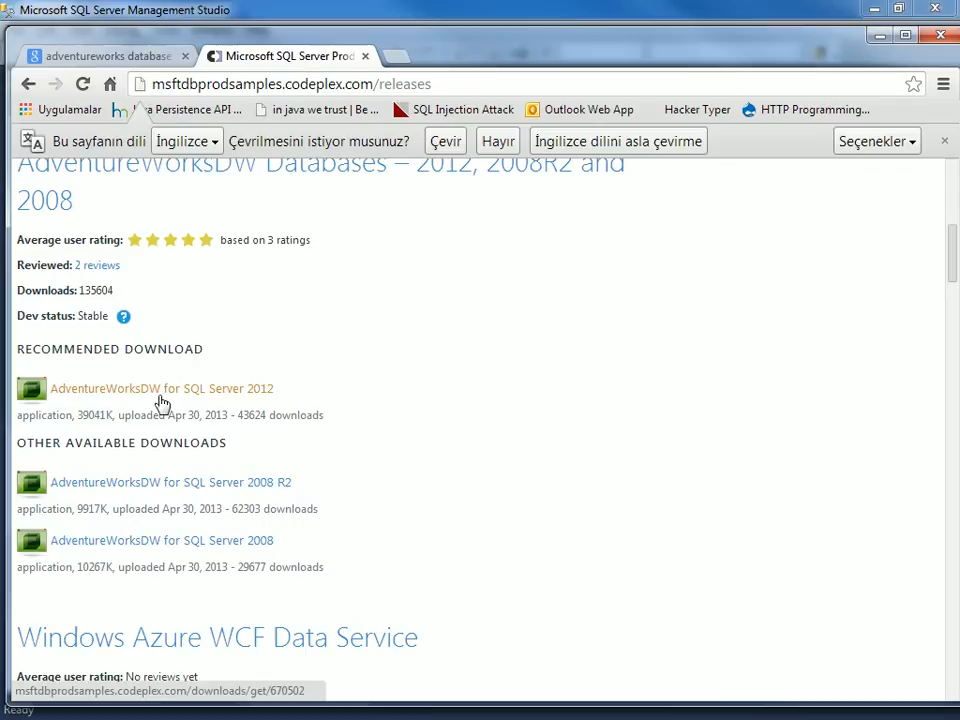 Microsoft SQL Server Management Studio
adventureworks database
Microsoft SQL Server Prod
msftdbprodsamples.codeplex.com/releases
Uygulamalar
a Persistence API ...
in java we trust | Be ...
SQL Injection Attack
Outlook Web App
Hacker Typer
HTTP Programming...
Bu sayfanın dili İngilizce Çevrilmesini istiyor musunuz? Çevir Hayır İngilizce dilini asla çevirme Seçenekler
AdventureWorksDW Databases – 2012, 2008R2 and
2008
Average user rating: based on 3 ratings
Reviewed: 2 reviews
Downloads: 135604
Dev status: Stable ?
RECOMMENDED DOWNLOAD
AdventureWorksDW for SQL Server 2012
application, 39041K, uploaded Apr 30, 2013 - 43624 downloads
OTHER AVAILABLE DOWNLOADS
AdventureWorksDW for SQL Server 2008 R2
application, 9917K, uploaded Apr 30, 2013 - 62303 downloads
AdventureWorksDW for SQL Server 2008
application, 10267K, uploaded Apr 30, 2013 - 29677 downloads
Windows Azure WCF Data Service
Average user rating: No reviews yet
msftdbprodsamples.codeplex.com/downloads/get/670502
Ready